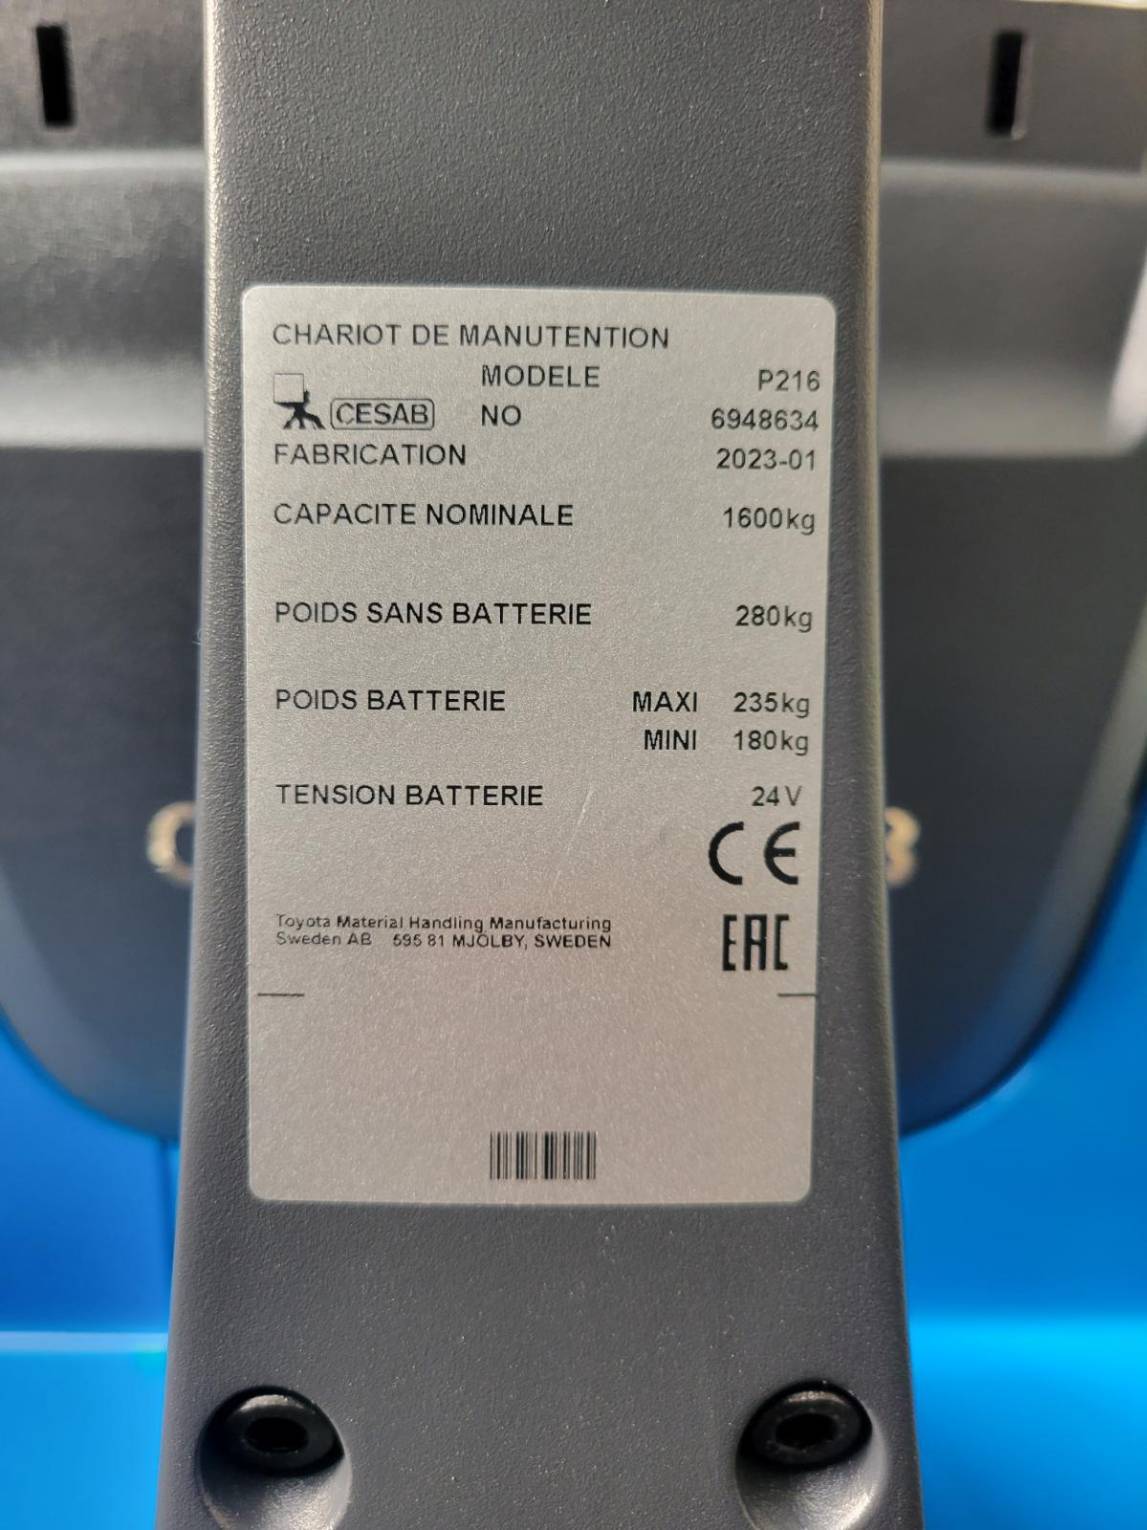 CHARIOT DE MANUTENTION
MODELE P216
CESAB NO 6948634
FABRICATION 2023-01
CAPACITE NOMINALE 1600kg
POIDS SANS BATTERIE 280kg
POIDS BATTERIE MAXI 235kg
MINI 180kg
TENSION BATTERIE 24V
CE
Toyota Material Handling Manufacturing
Sweden AB 595 81 MJÖLBY, SWEDEN
EAC